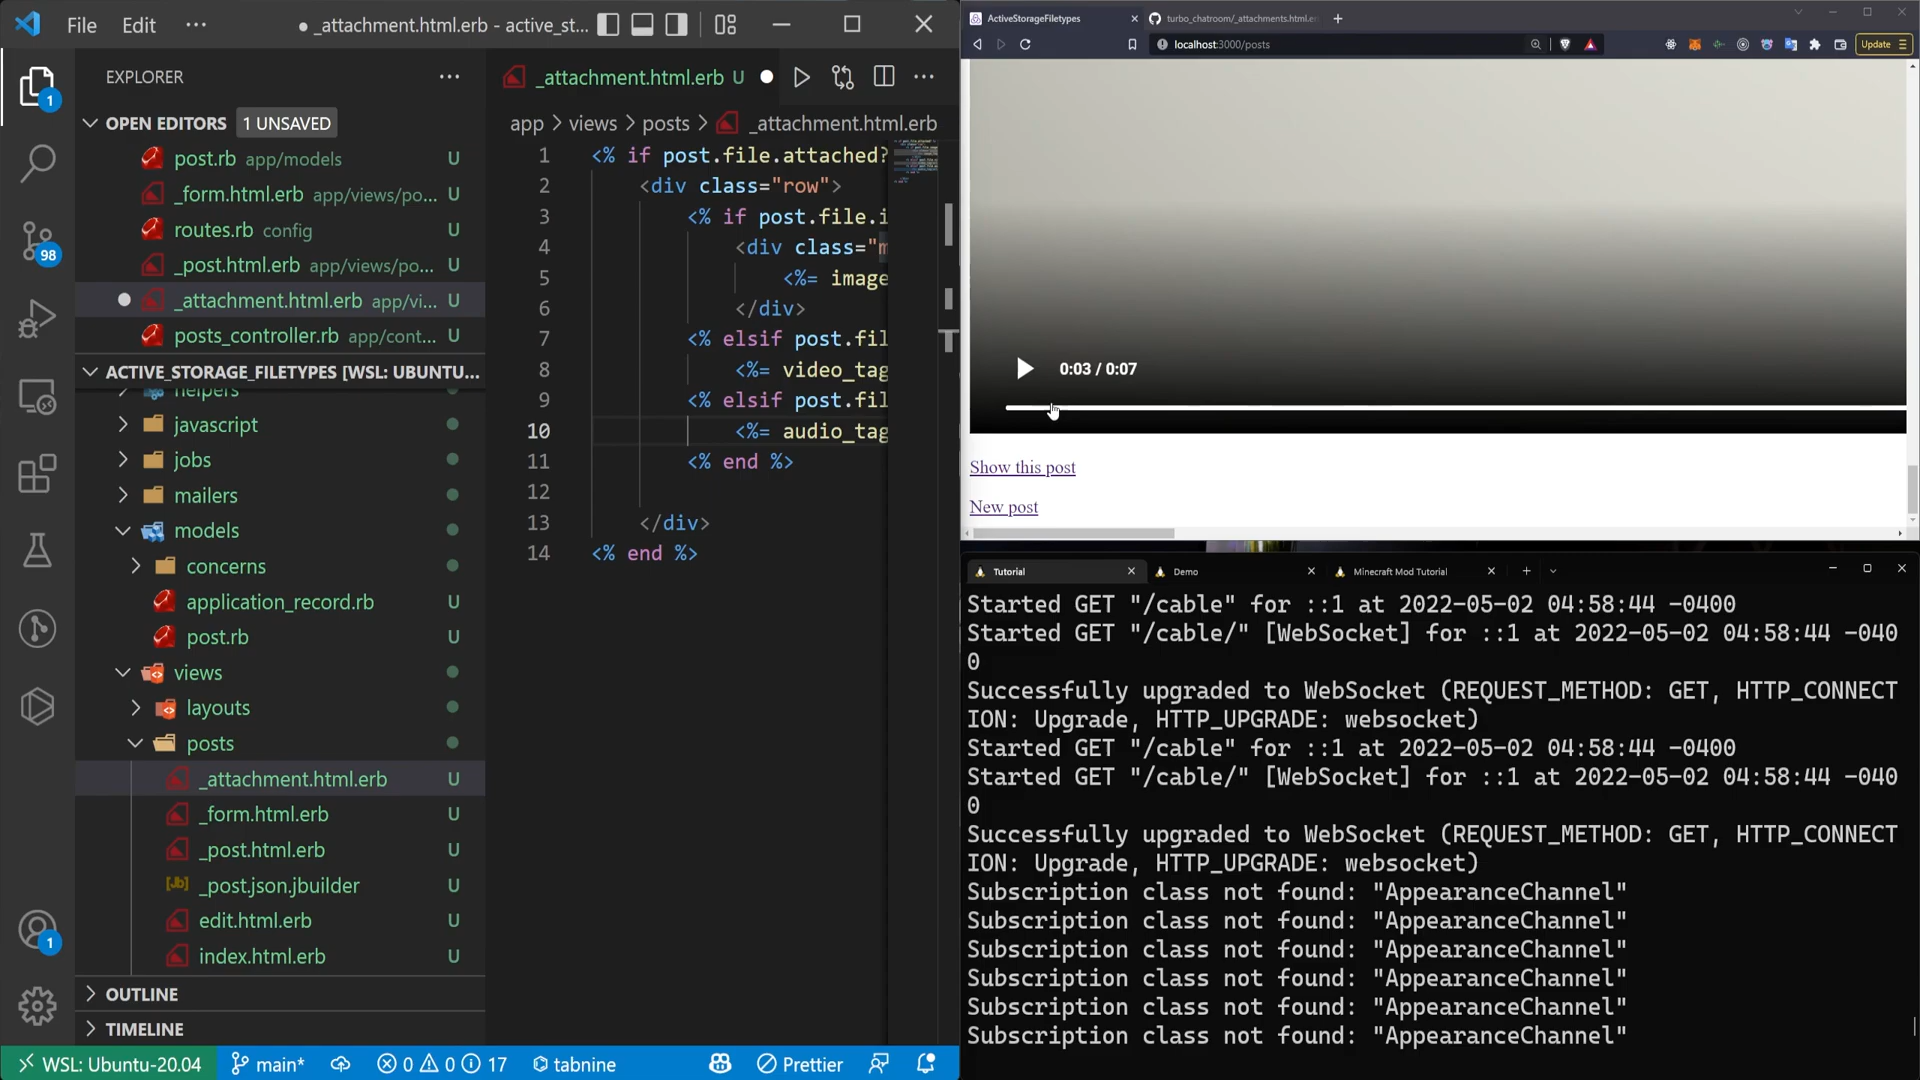 File
Edit
_attachment.html.erb - active_st...
EXPLORER
1
OPEN EDITORS
1 UNSAVED
post.rb app/models U
_form.html.erb app/views/po... U
routes.rb config U
_post.html.erb app/views/po... U
_attachment.html.erb app/vi... U
posts_controller.rb app/cont... U
98
ACTIVE_STORAGE_FILETYPES [WSL: UBUNTU...
helpers
javascript
jobs
mailers
models
concerns
application_record.rb U
post.rb U
views
layouts
posts
_attachment.html.erb U
_form.html.erb U
_post.html.erb U
_post.json.jbuilder U
edit.html.erb U
index.html.erb U
1
OUTLINE
TIMELINE
_attachment.html.erb U
app > views > posts > _attachment.html.erb
1 <% if post.file.attached?
2 <div class="row">
3 <% if post.file.i
4 <div class="m
5 <%= image
6 </div>
7 <% elsif post.fil
8 <%= video_tag
9 <% elsif post.fil
10 <%= audio_tag
11 <% end %>
12
13 </div>
14 <% end %>
WSL: Ubuntu-20.04
main*
0 0 17
tabnine
Prettier
ActiveStorageFiletypes
turbo_chatroom/_attachments.html.er
localhost:3000/posts
Update
0:03 / 0:07
Show this post
New post
Tutorial
Demo
Minecraft Mod Tutorial
Started GET "/cable" for ::1 at 2022-05-02 04:58:44 -0400
Started GET "/cable/" [WebSocket] for ::1 at 2022-05-02 04:58:44 -040
0
Successfully upgraded to WebSocket (REQUEST_METHOD: GET, HTTP_CONNECT
ION: Upgrade, HTTP_UPGRADE: websocket)
Started GET "/cable" for ::1 at 2022-05-02 04:58:44 -0400
Started GET "/cable/" [WebSocket] for ::1 at 2022-05-02 04:58:44 -040
0
Successfully upgraded to WebSocket (REQUEST_METHOD: GET, HTTP_CONNECT
ION: Upgrade, HTTP_UPGRADE: websocket)
Subscription class not found: "AppearanceChannel"
Subscription class not found: "AppearanceChannel"
Subscription class not found: "AppearanceChannel"
Subscription class not found: "AppearanceChannel"
Subscription class not found: "AppearanceChannel"
Subscription class not found: "AppearanceChannel"